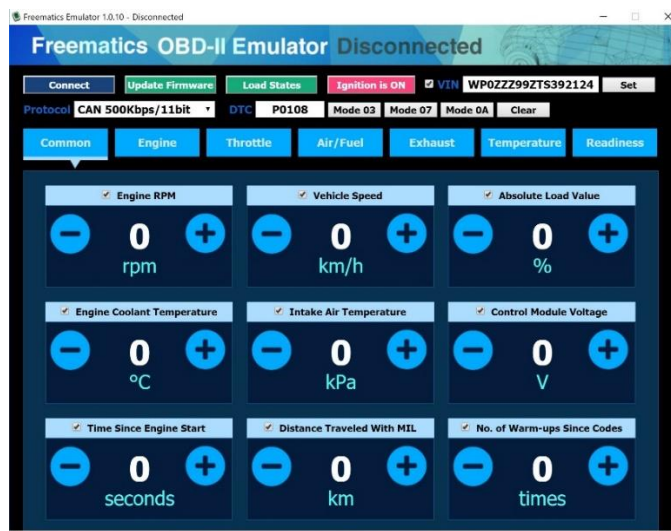 Freematics Emulator 1.0.10 - Disconnected
Freematics OBD-II Emulator Disconnected
Connect Update Firmware Load States Ignition is ON VIN WP0ZZZ99ZTS392124 Set
Protocol CAN 500Kbps/11bit DTC P0108 Mode 03 Mode 07 Mode 0A Clear
Common Engine Throttle Air/Fuel Exhaust Temperature Readiness
Engine RPM Vehicle Speed Absolute Load Value
0 0 0
rpm km/h %
Engine Coolant Temperature Intake Air Temperature Control Module Voltage
0 0 0
°C kPa V
Time Since Engine Start Distance Traveled With MIL No. of Warm-ups Since Codes
0 0 0
seconds km times